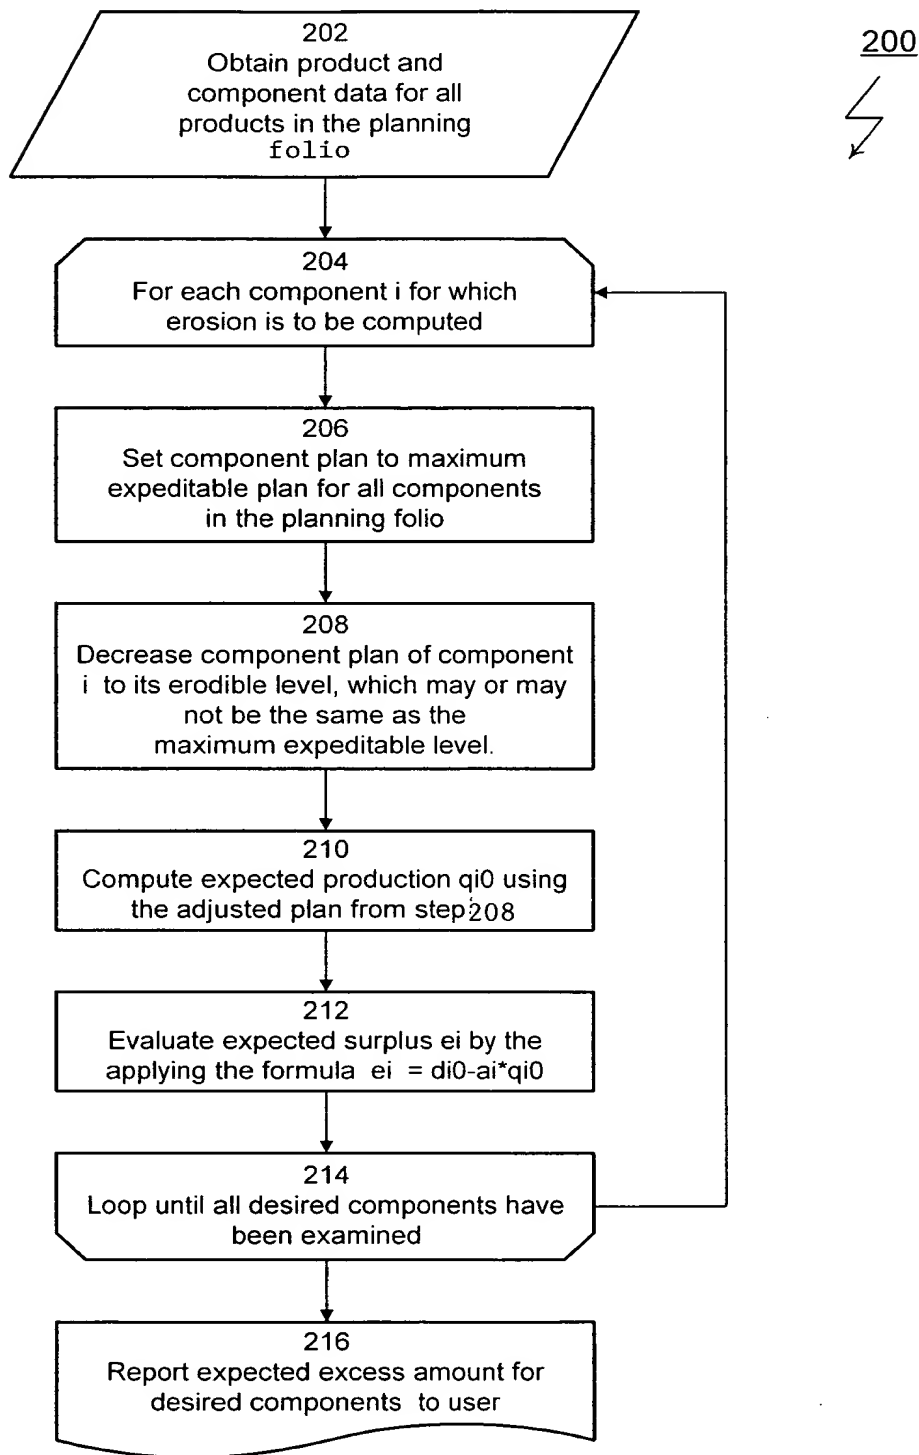 202
Obtain product and
component data for all
products in the planning
folio
200
204
For each component i for which
erosion is to be computed
206
Set component plan to maximum
expeditable plan for all components
in the planning folio
208
Decrease component plan of component
i to its erodible level, which may or may
not be the same as the
maximum expeditable level.
210
Compute expected production qi0 using
the adjusted plan from step 208
212
Evaluate expected surplus ei by the
applying the formula ei = di0-ai*qi0
214
Loop until all desired components have
been examined
216
Report expected excess amount for
desired components to user